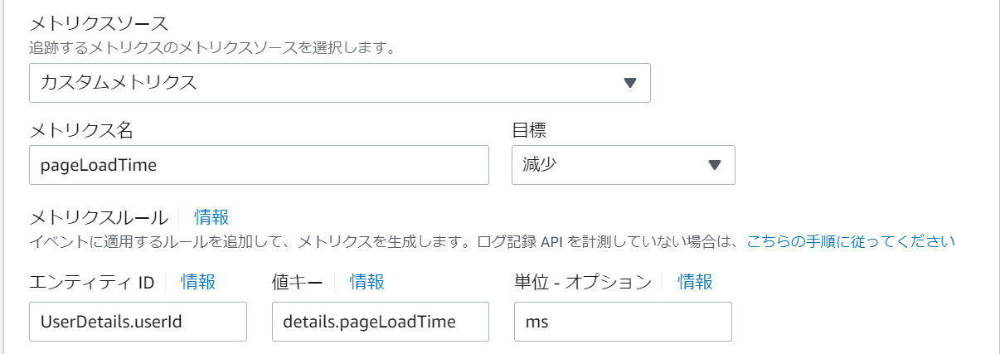 メトリクスソース
追跡するメトリクスのメトリクスソースを選択します。
カスタムメトリクス
メトリクス名 目標
pageLoadTime 減少
メトリクスルール 情報
イベントに適用するルールを追加して、メトリクスを生成します。ログ記録 API を計測していない場合は、こちらの手順に従ってください
エンティティ ID 情報 値キー 情報 単位 - オプション 情報
UserDetails.userId details.pageLoadTime ms